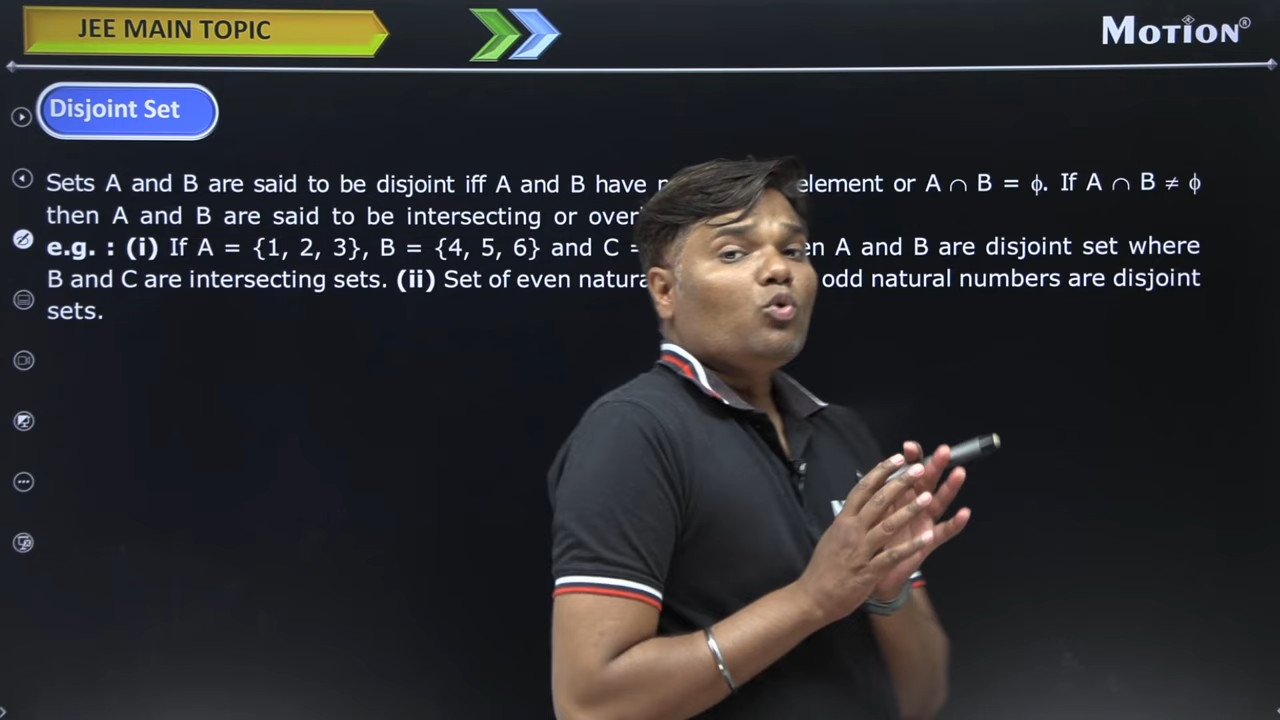 JEE MAIN TOPIC
MOTION®
Disjoint Set
Sets A and B are said to be disjoint iff A and B have element or A ∩ B = ϕ. If A ∩ B ≠ ϕ
then A and B are said to be intersecting or
e.g. : (i) If A = {1, 2, 3}, B = {4, 5, 6} and C = A and B are disjoint set where
B and C are intersecting sets. (ii) Set of even odd natural numbers are disjoint
sets.